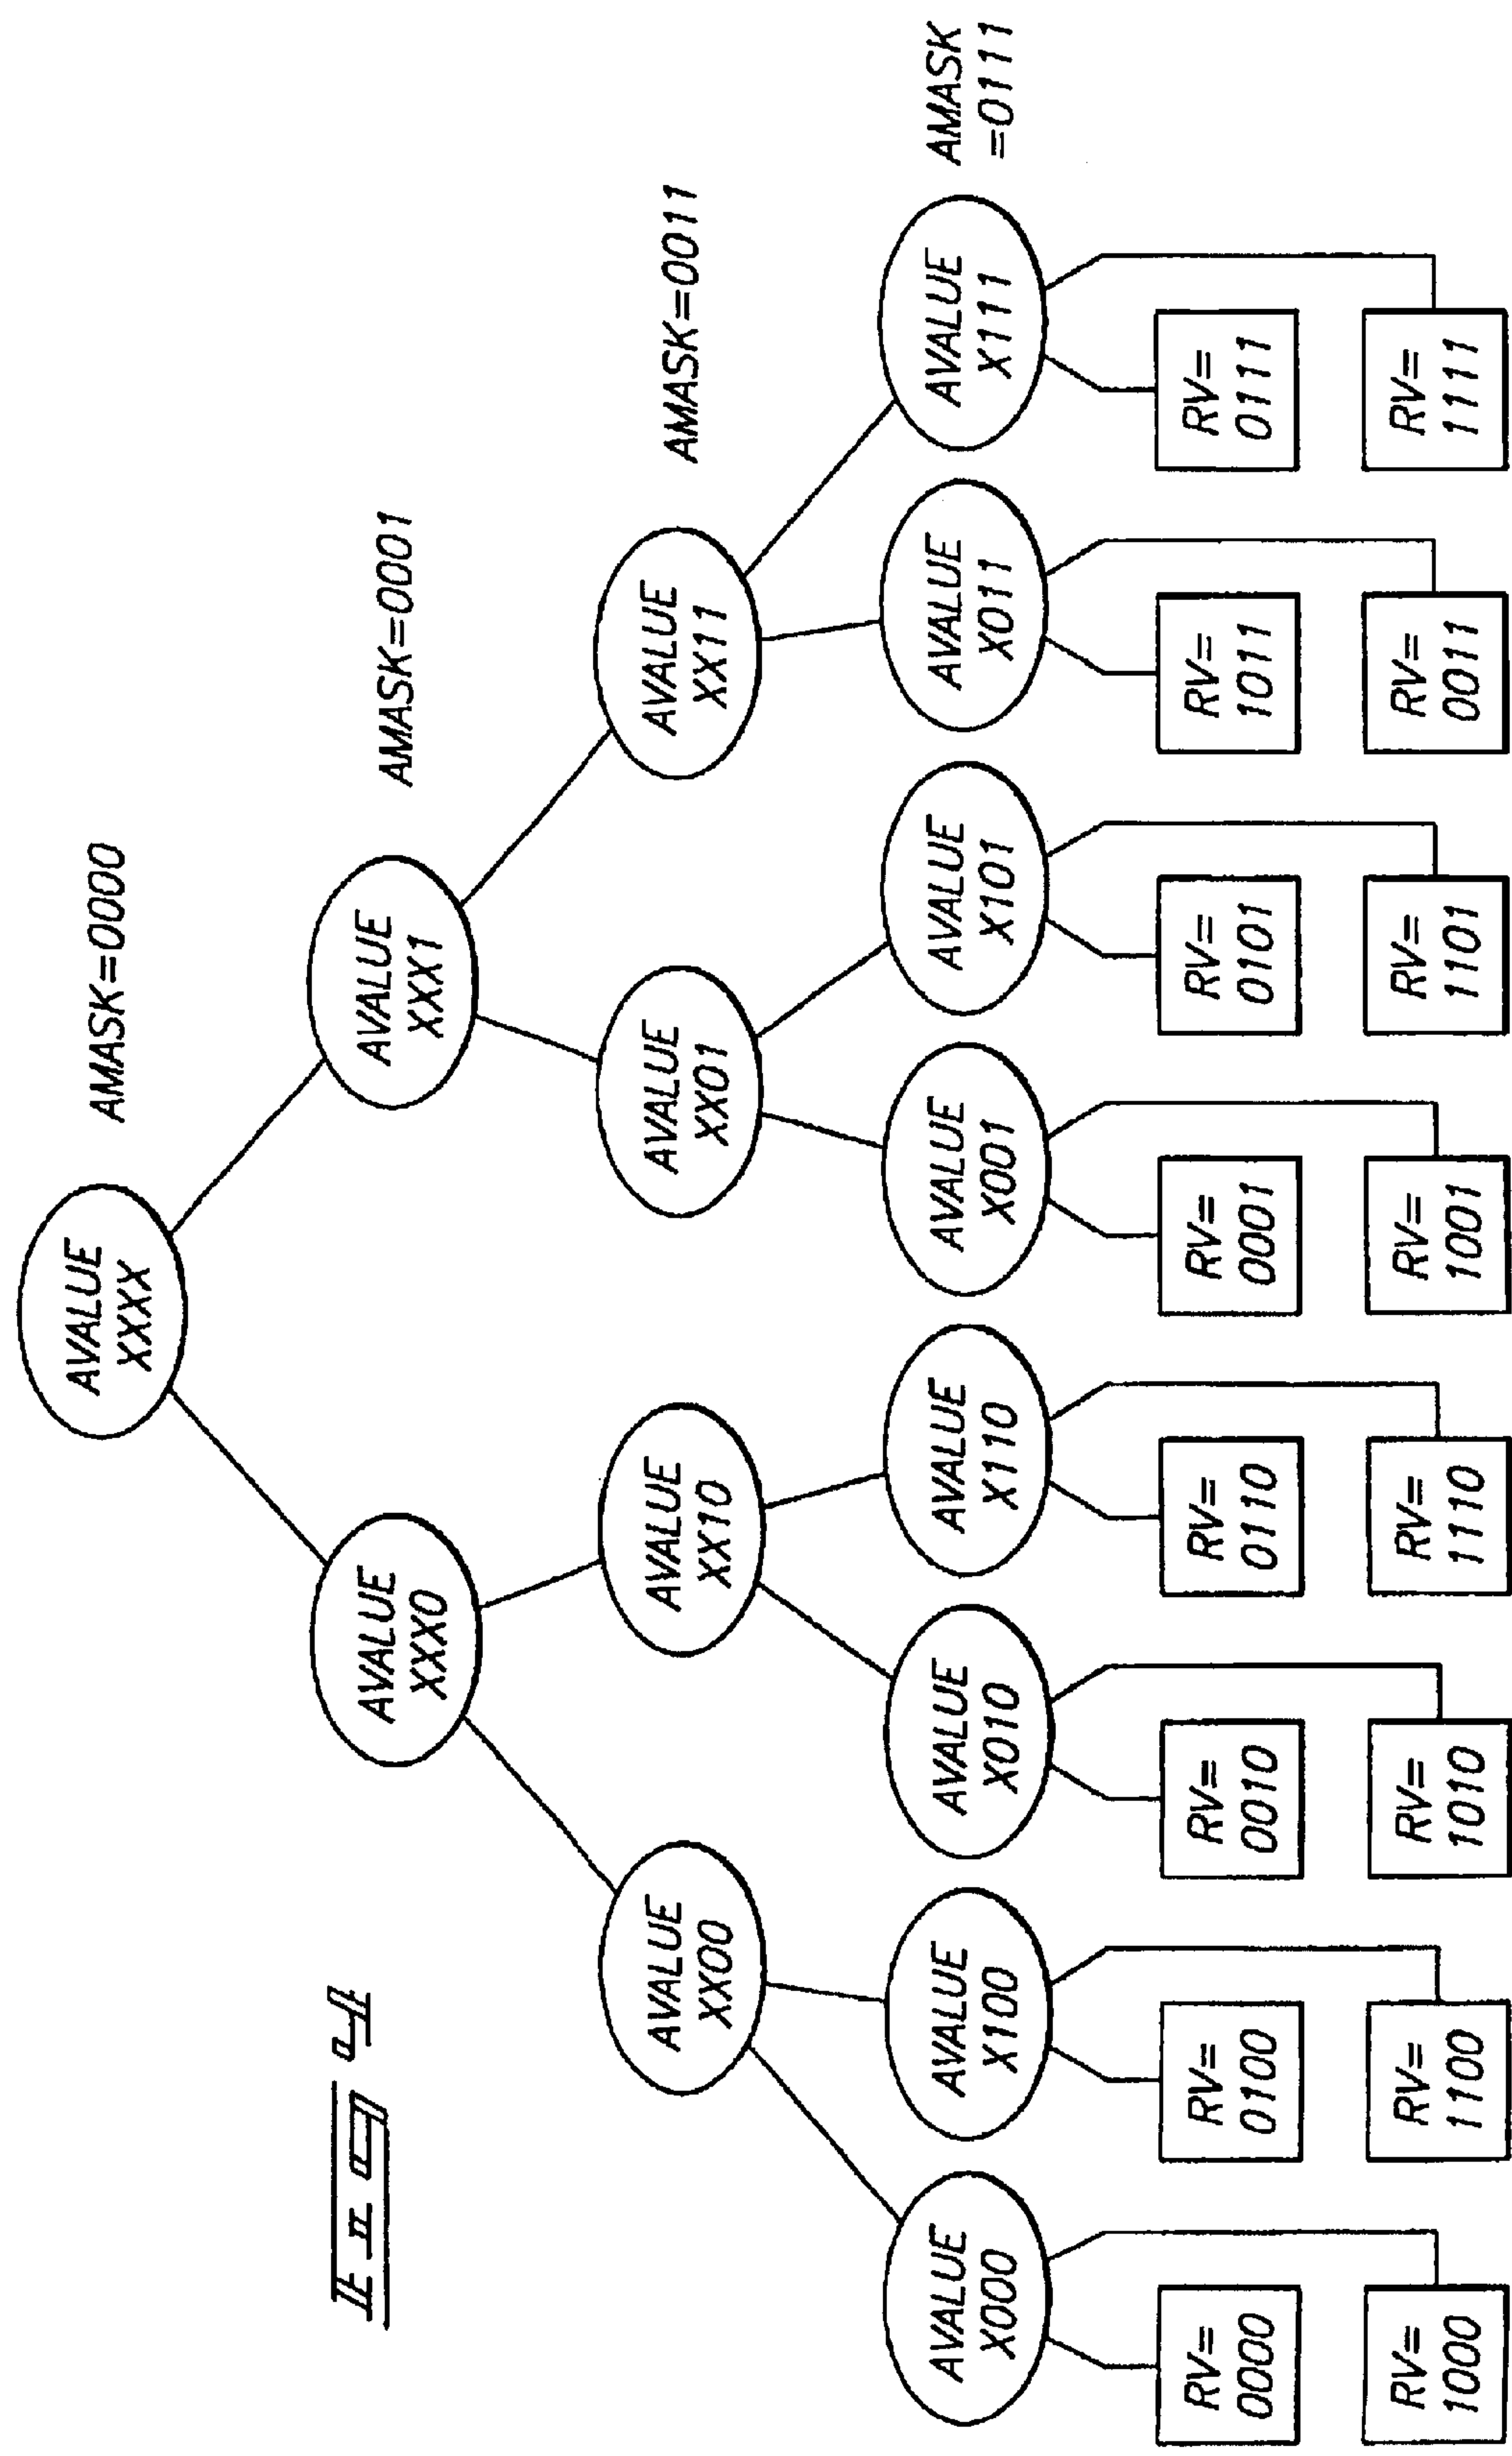 Fig 4
AVALUE
XXXX
AMASK=0000
AVALUE
XXX0
AVALUE
XXX1
AMASK=0001
AVALUE
XX00
AVALUE
XX10
AVALUE
XX01
AVALUE
XX11
AMASK=0011
AVALUE
X000
AVALUE
X100
AVALUE
X010
AVALUE
X110
AVALUE
X001
AVALUE
X101
AVALUE
X011
AVALUE
X111
AMASK
=0111
RV=
0000
RV=
0100
RV=
0010
RV=
0110
RV=
0001
RV=
0101
RV=
1011
RV=
0111
RV=
1000
RV=
1100
RV=
1010
RV=
1110
RV=
1001
RV=
1101
RV=
0011
RV=
1111